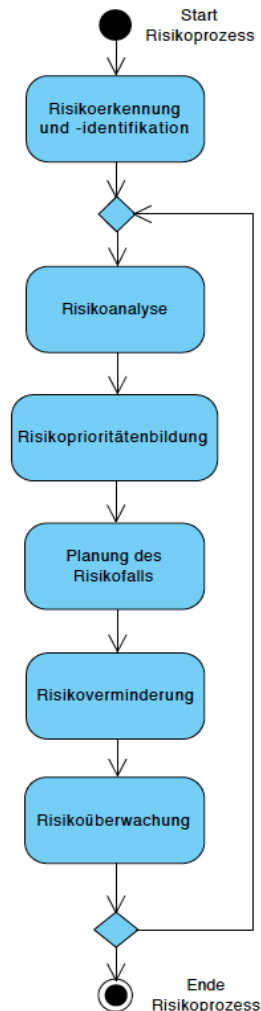 Start
Risikoprozess
Risikoerkennung
und -identifikation
Risikoanalyse
Risikoprioritätenbildung
Planung des
Risikofalls
Risikoverminderung
Risikoüberwachung
Ende
Risikoprozess